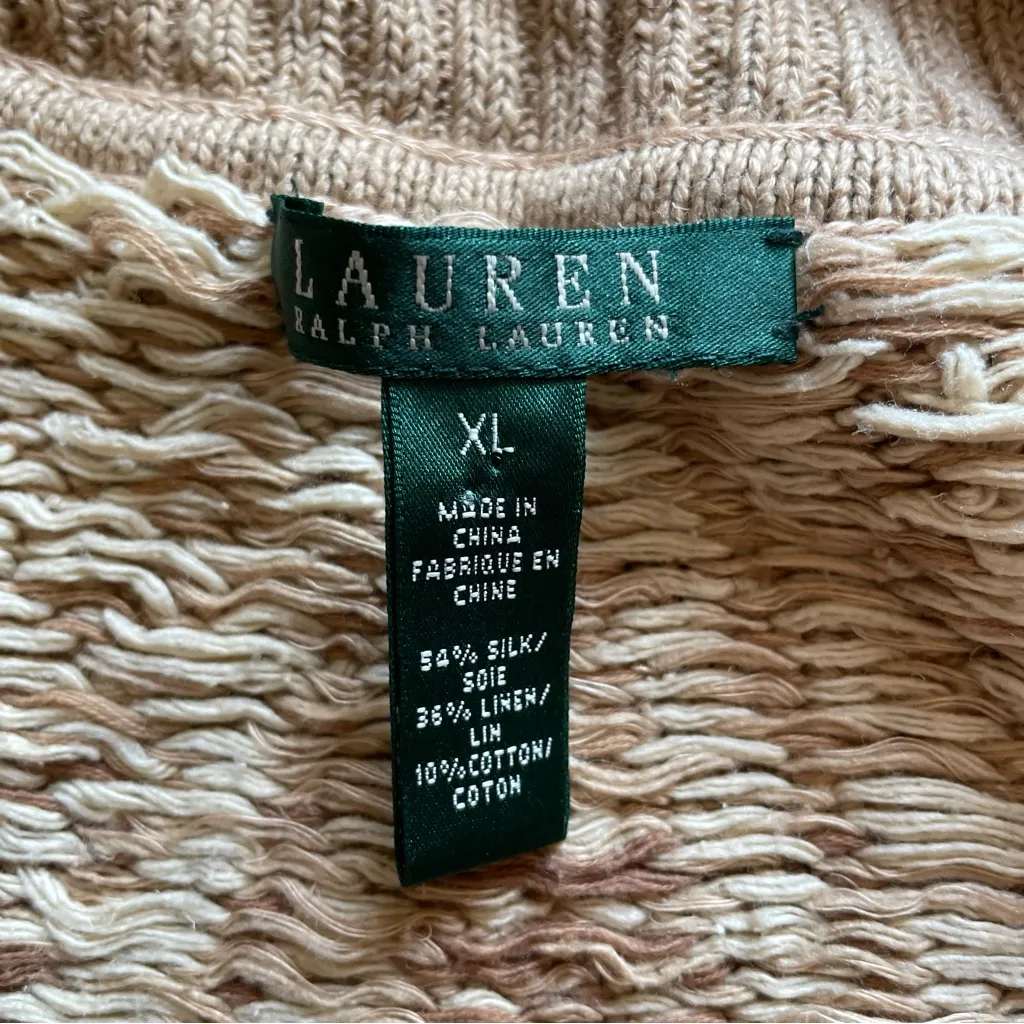 LAUREN
RALPH LAUREN
XL
MADE IN
CHINA
FABRIQUE EN
CHINE
54% SILK/
SOIE
36% LINEN/
LIN
10%COTTON/
COTON